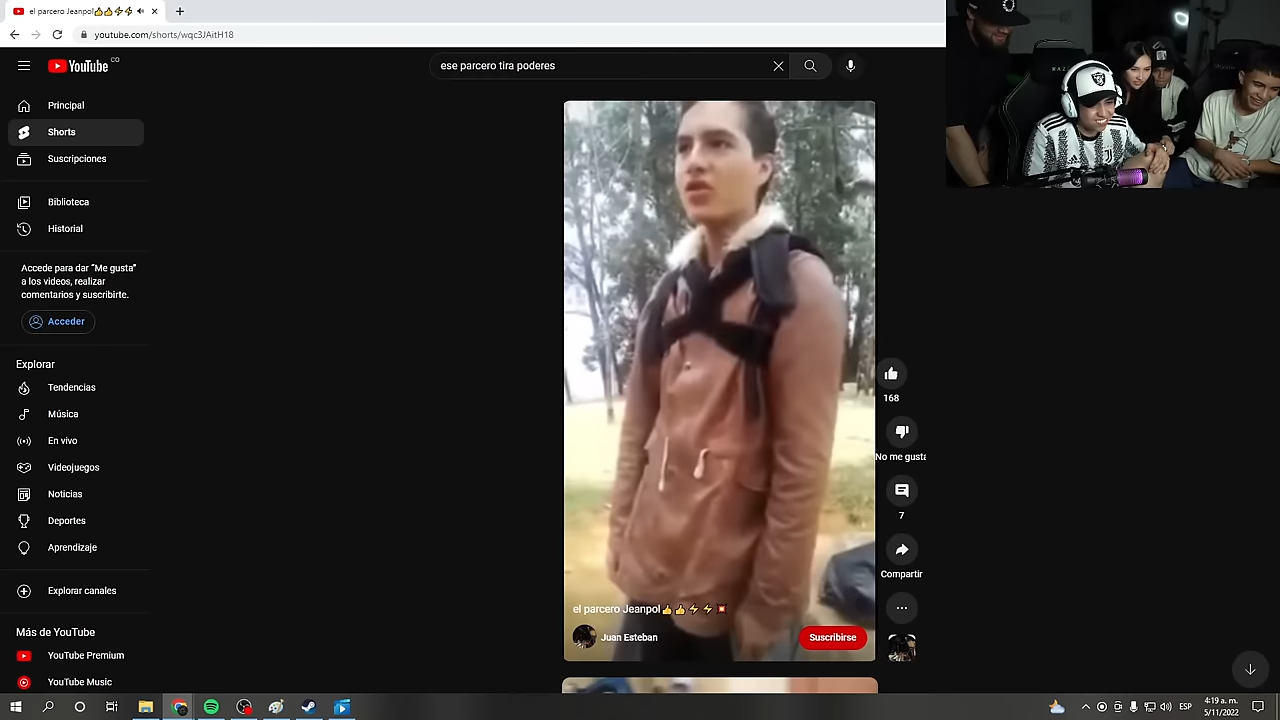 el parcero Jeanpol👍👍⚡⚡
youtube.com/shorts/wqc3JAitH18
YouTube CO
ese parcero tira poderes
Principal
Shorts
Suscripciones
Biblioteca
Historial
Accede para dar “Me gusta”
a los videos, realizar
comentarios y suscribirte.
Acceder
Explorar
Tendencias
Música
En vivo
Videojuegos
Noticias
Deportes
Aprendizaje
Explorar canales
Más de YouTube
YouTube Premium
YouTube Music
168
No me gusta
7
Compartir
el parcero Jeanpol👍👍⚡⚡💥
Juan Esteban
Suscribirse
ESP
4:19 a. m.
5/11/2022